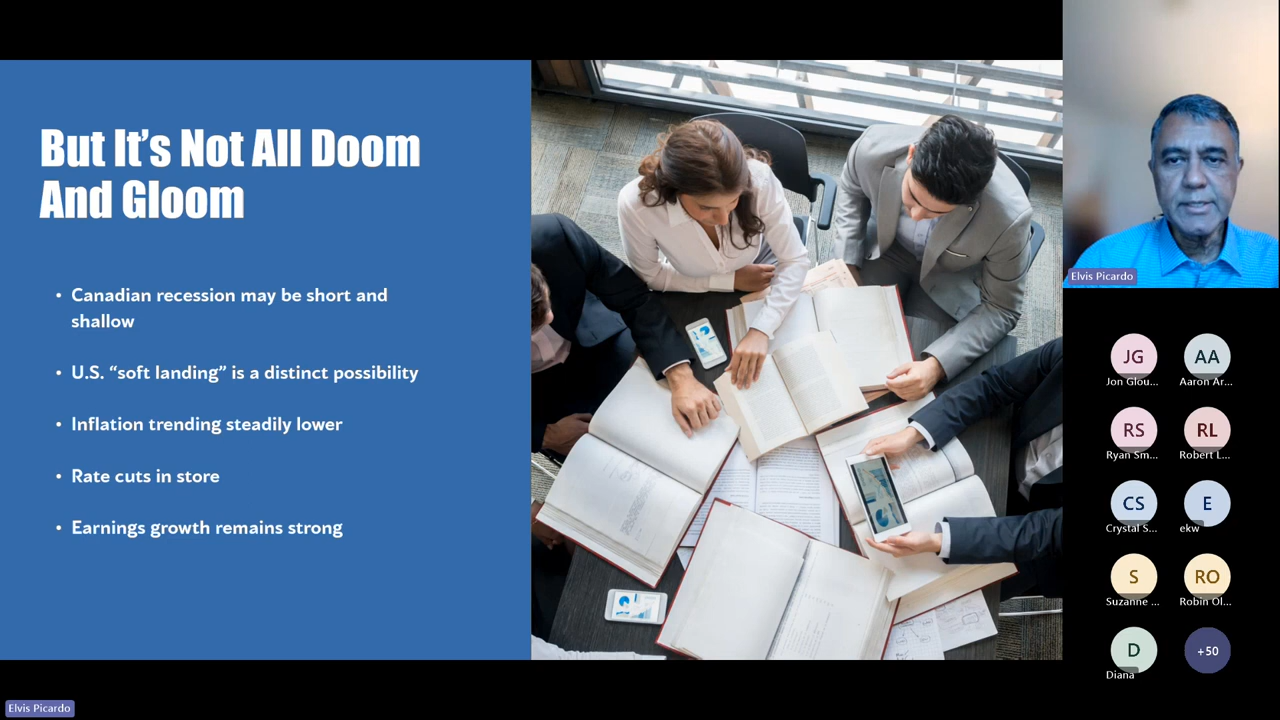 But It’s Not All Doom
And Gloom
• Canadian recession may be short and
shallow
• U.S. “soft landing” is a distinct possibility
• Inflation trending steadily lower
• Rate cuts in store
• Earnings growth remains strong
Elvis Picardo
JG
AA
Jon Glou...
Aaron Ar...
RS
RL
Ryan Sm...
Robert L...
CS
E
Crystal S...
ekw
S
RO
Suzanne ...
Robin Ol...
D
+50
Diana
Elvis Picardo